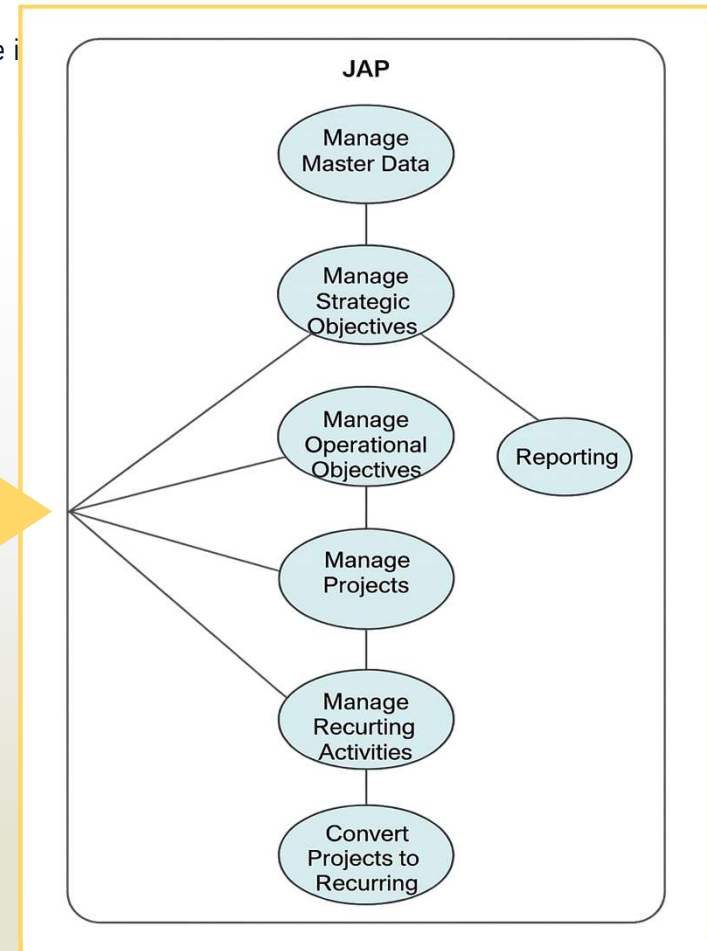 e i
JAP
Manage
Master Data
Manage
Strategic
Objectives
Manage
Operational
Objectives
Reporting
Manage
Projects
Manage
Recurting
Activities
Convert
Projects to
Recurring